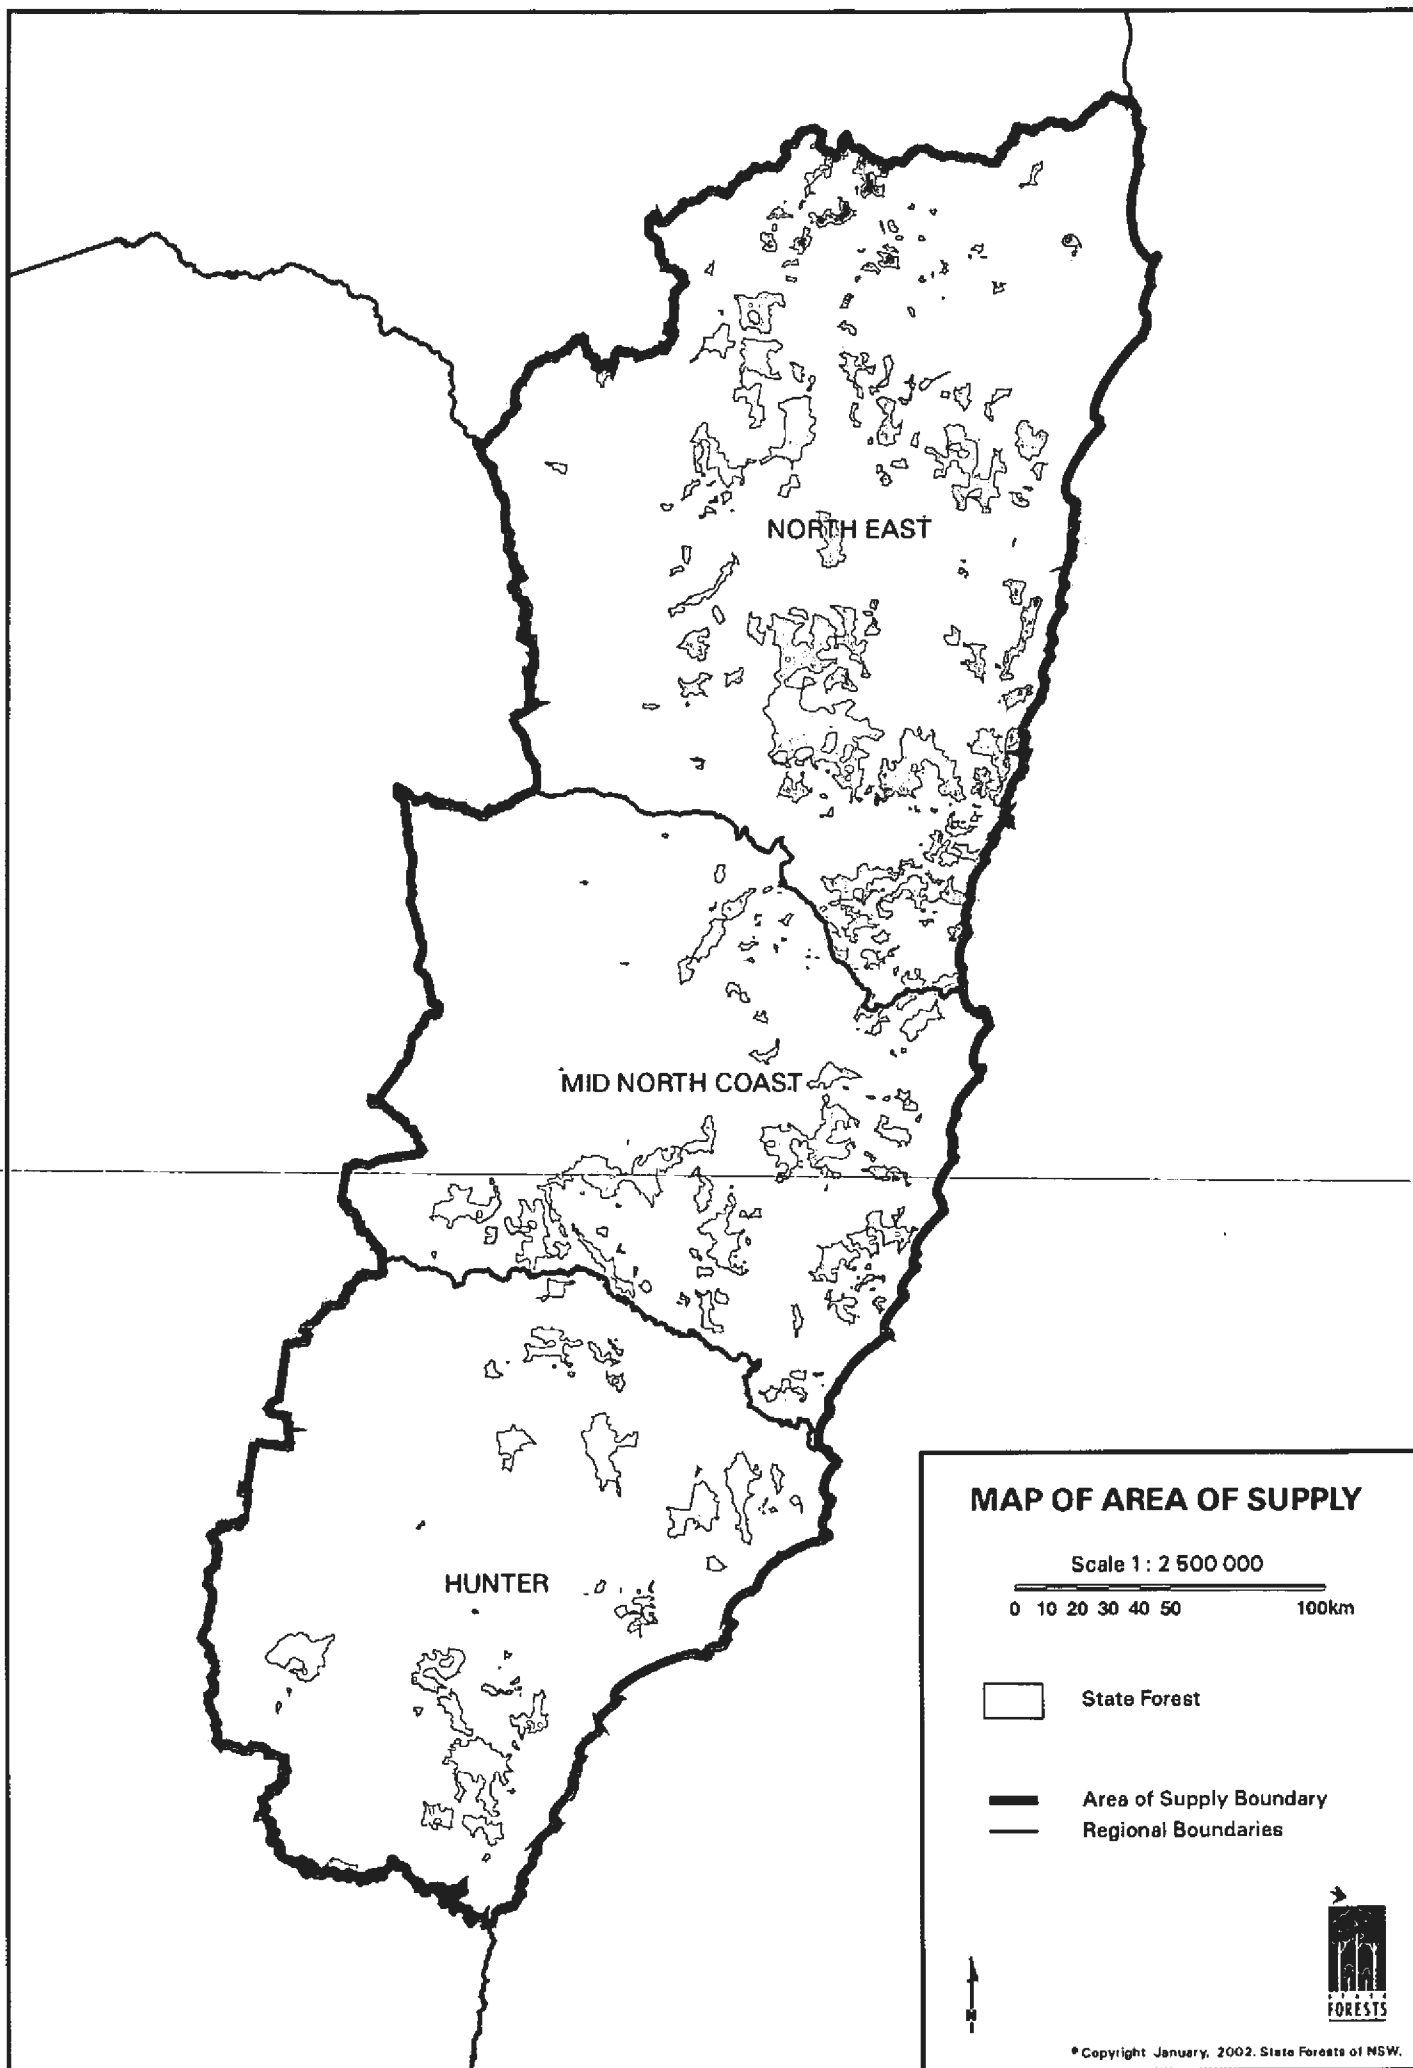 NORTH EAST
MID NORTH COAST
HUNTER
MAP OF AREA OF SUPPLY
Scale 1 : 2 500 000
0 10 20 30 40 50 100km
State Forest
Area of Supply Boundary
Regional Boundaries
N
STATE
FORESTS
© Copyright January, 2002. State Forests of NSW.